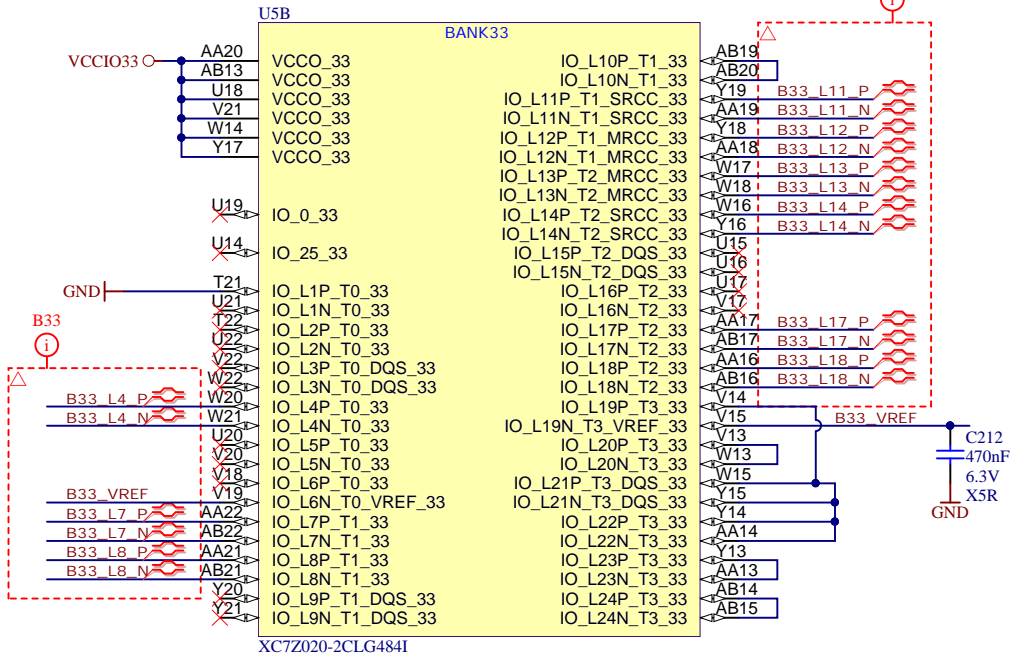 U5B
BANK33
VCCIO33
AA20 VCCO_33
AB13 VCCO_33
U18 VCCO_33
V21 VCCO_33
W14 VCCO_33
Y17 VCCO_33
U19 IO_0_33
U14 IO_25_33
GND T21 IO_L1P_T0_33
U21 IO_L1N_T0_33
T22 IO_L2P_T0_33
U22 IO_L2N_T0_33
V22 IO_L3P_T0_DQS_33
W22 IO_L3N_T0_DQS_33
B33
i
B33_L4_P W20 IO_L4P_T0_33
B33_L4_N W21 IO_L4N_T0_33
U20 IO_L5P_T0_33
V20 IO_L5N_T0_33
V18 IO_L6P_T0_33
B33_VREF V19 IO_L6N_T0_VREF_33
B33_L7_P AA22 IO_L7P_T1_33
B33_L7_N AB22 IO_L7N_T1_33
B33_L8_P AA21 IO_L8P_T1_33
B33_L8_N AB21 IO_L8N_T1_33
Y20 IO_L9P_T1_DQS_33
Y21 IO_L9N_T1_DQS_33
IO_L10P_T1_33 AB19
IO_L10N_T1_33 AB20
IO_L11P_T1_SRCC_33 Y19 B33_L11_P
IO_L11N_T1_SRCC_33 AA19 B33_L11_N
IO_L12P_T1_MRCC_33 Y18 B33_L12_P
IO_L12N_T1_MRCC_33 AA18 B33_L12_N
IO_L13P_T2_MRCC_33 W17 B33_L13_P
IO_L13N_T2_MRCC_33 W18 B33_L13_N
IO_L14P_T2_SRCC_33 W16 B33_L14_P
IO_L14N_T2_SRCC_33 Y16 B33_L14_N
IO_L15P_T2_DQS_33 U15
IO_L15N_T2_DQS_33 U16
IO_L16P_T2_33 U17
IO_L16N_T2_33 V17
IO_L17P_T2_33 AA17 B33_L17_P
IO_L17N_T2_33 AB17 B33_L17_N
IO_L18P_T2_33 AA16 B33_L18_P
IO_L18N_T2_33 AB16 B33_L18_N
IO_L19P_T3_33 V14
IO_L19N_T3_VREF_33 V15 B33_VREF
IO_L20P_T3_33 V13
IO_L20N_T3_33 W13
IO_L21P_T3_DQS_33 W15
IO_L21N_T3_DQS_33 Y15
IO_L22P_T3_33 Y14
IO_L22N_T3_33 AA14
IO_L23P_T3_33 Y13
IO_L23N_T3_33 AA13
IO_L24P_T3_33 AB14
IO_L24N_T3_33 AB15
C212
470nF
6.3V
X5R
GND
XC7Z020-2CLG484I